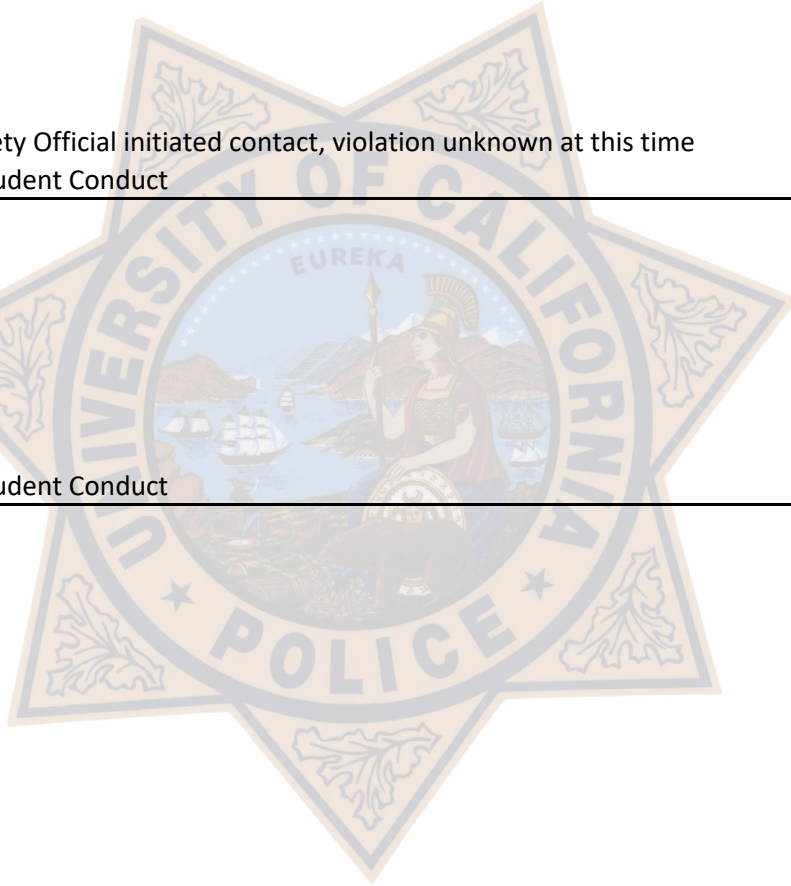 ety Official initiated contact, violation unknown at this time
udent Conduct
UNIVERSITY OF CALIFORNIA
EUREKA
udent Conduct
POLICE